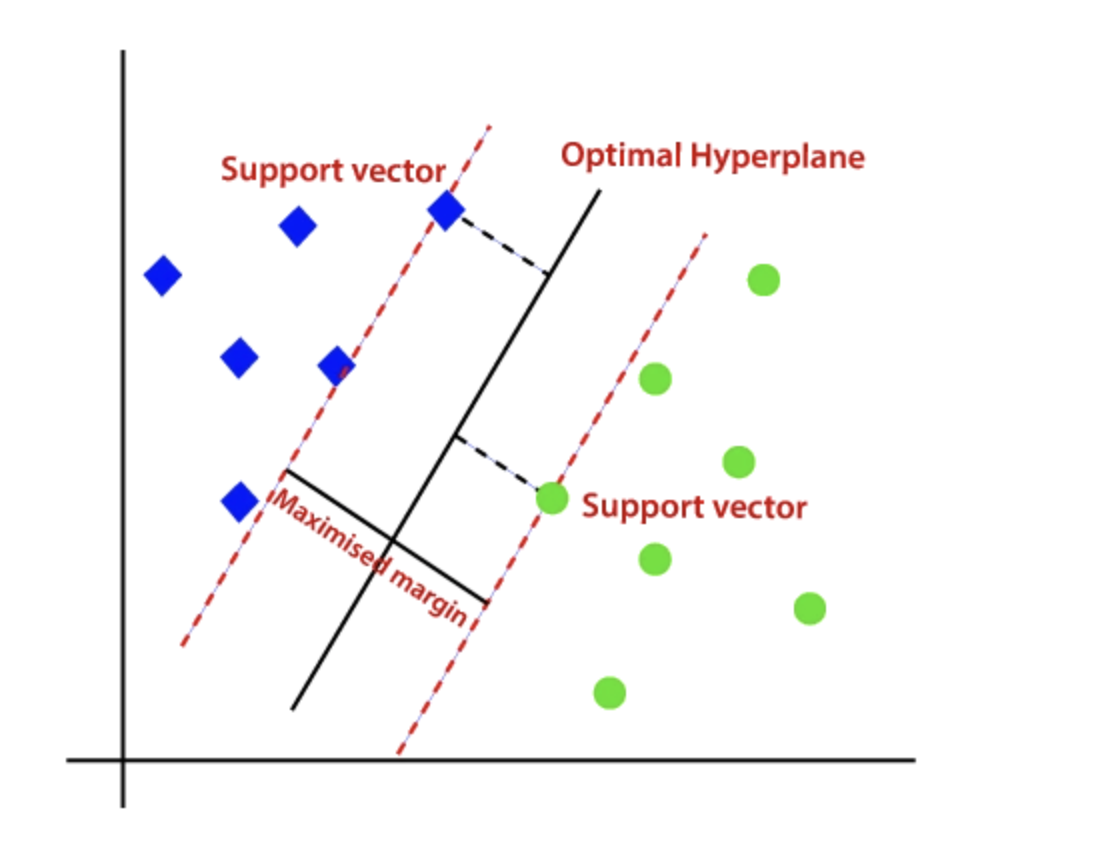 Optimal Hyperplane
Support vector
Support vector
Maximised margin